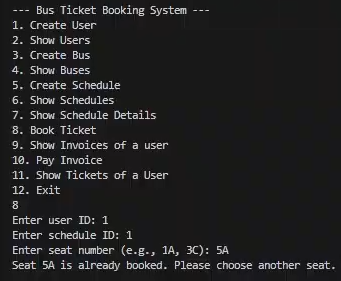 --- Bus Ticket Booking System ---
1. Create User
2. Show Users
3. Create Bus
4. Show Buses
5. Create Schedule
6. Show Schedules
7. Show Schedule Details
8. Book Ticket
9. Show Invoices of a user
10. Pay Invoice
11. Show Tickets of a User
12. Exit
8
Enter user ID: 1
Enter schedule ID: 1
Enter seat number (e.g., 1A, 3C): 5A
Seat 5A is already booked. Please choose another seat.